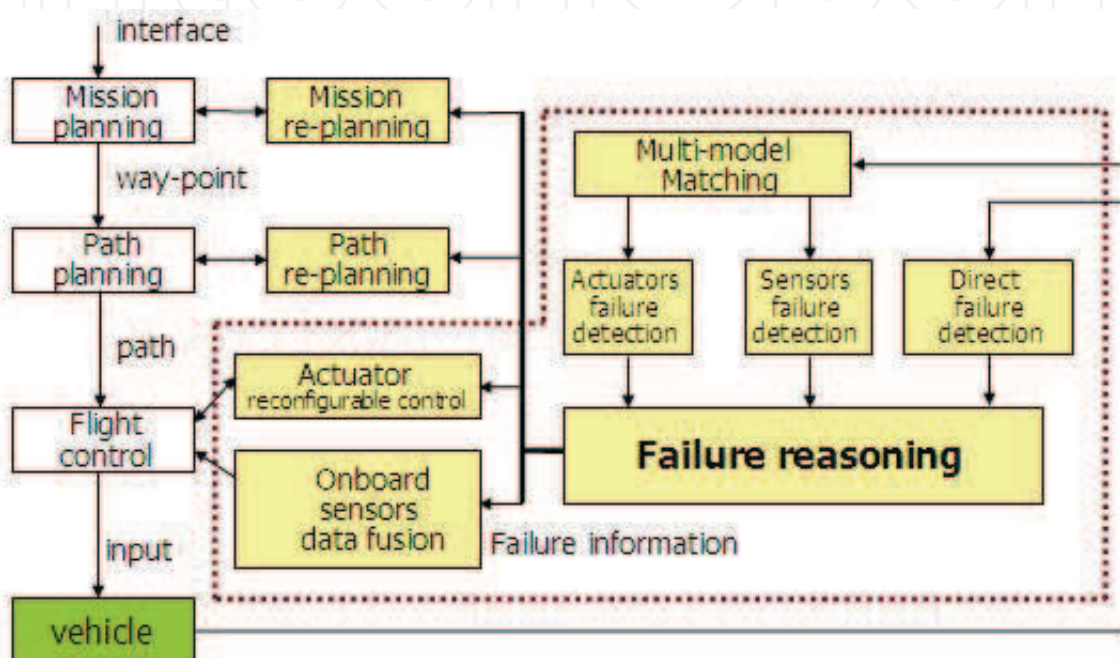 interface
Mission
planning
Mission
re-planning
Multi-model
Matching
way-point
Path
planning
Path
re-planning
Actuators
failure
detection
Sensors
failure
detection
Direct
failure
detection
path
Actuator
reconfigurable control
Flight
control
Failure reasoning
Onboard
sensors
data fusion
Failure information
input
vehicle